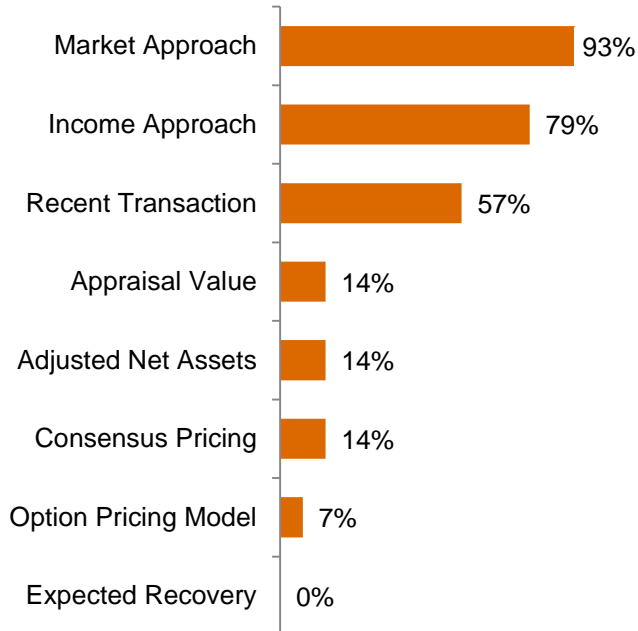 Market Approach 93%
Income Approach 79%
Recent Transaction 57%
Appraisal Value 14%
Adjusted Net Assets 14%
Consensus Pricing 14%
Option Pricing Model 7%
Expected Recovery 0%